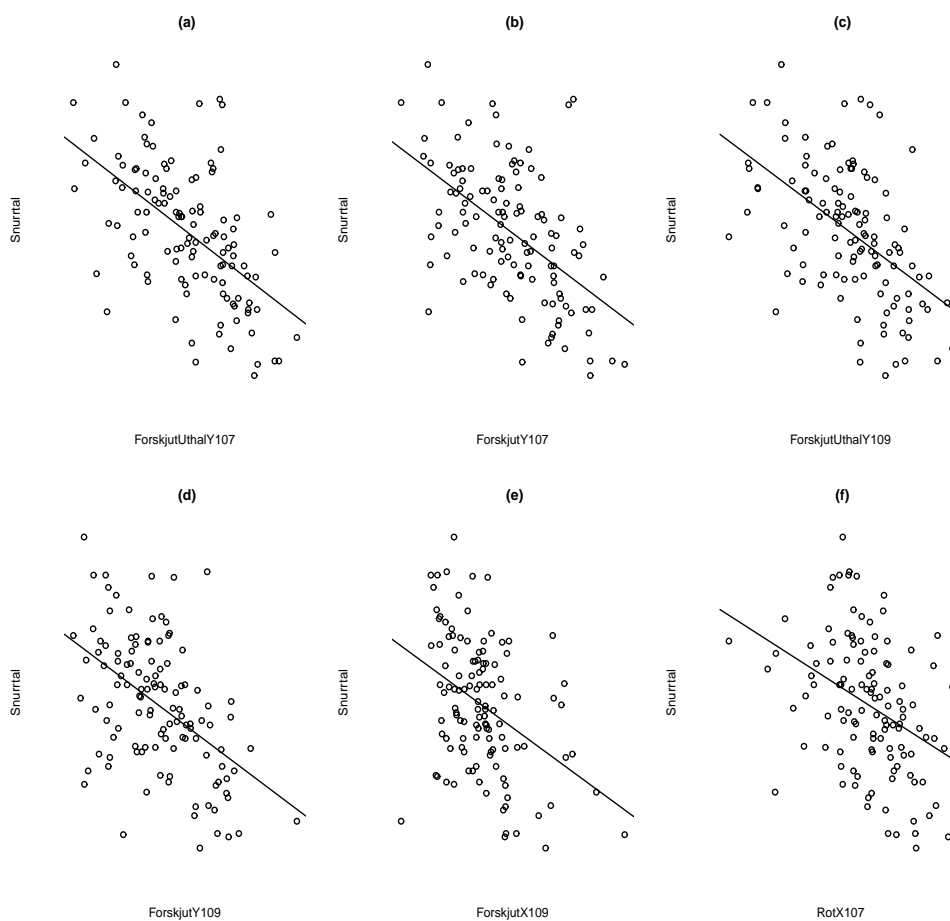 (a)
(b)
(c)
Snurrtal
Snurrtal
Snurrtal
ForskjutUthalY107
ForskjutY107
ForskjutUthalY109
(d)
(e)
(f)
Snurrtal
Snurrtal
Snurrtal
ForskjutY109
ForskjutX109
RotX107